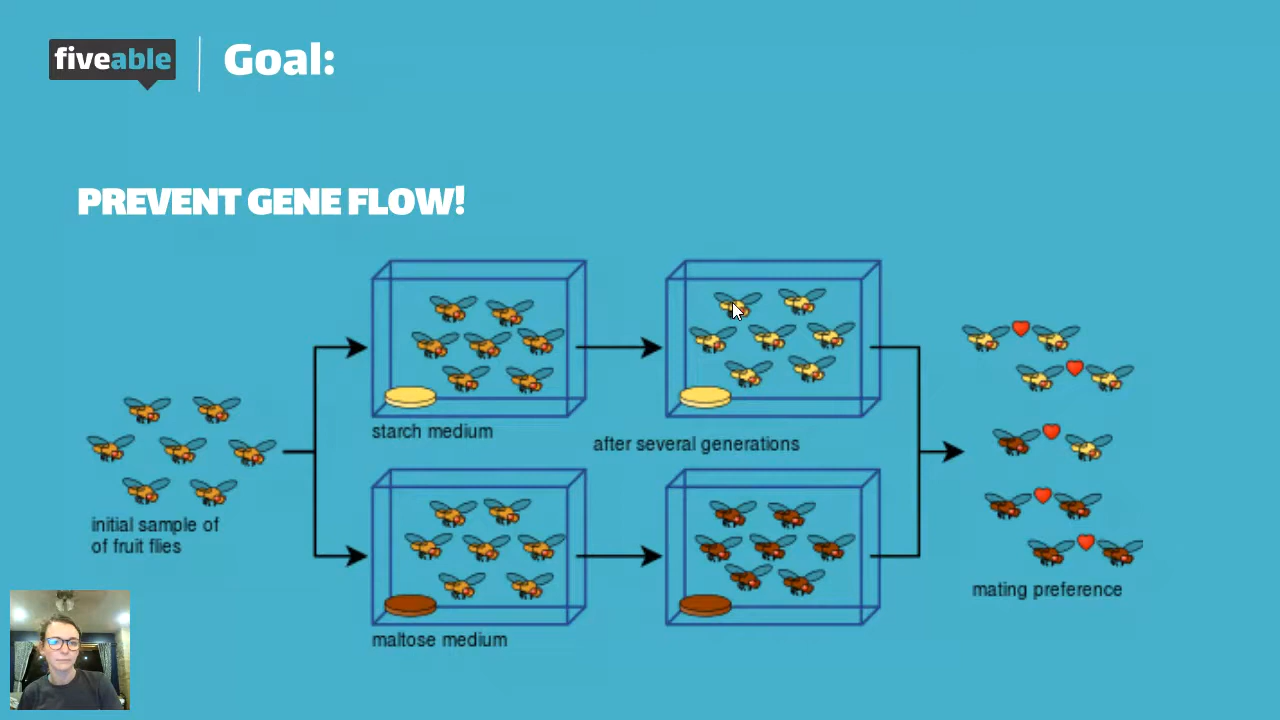 fiveable
Goal:
PREVENT GENE FLOW!
starch medium
after several generations
initial sample of
of fruit flies
mating preference
maltose medium